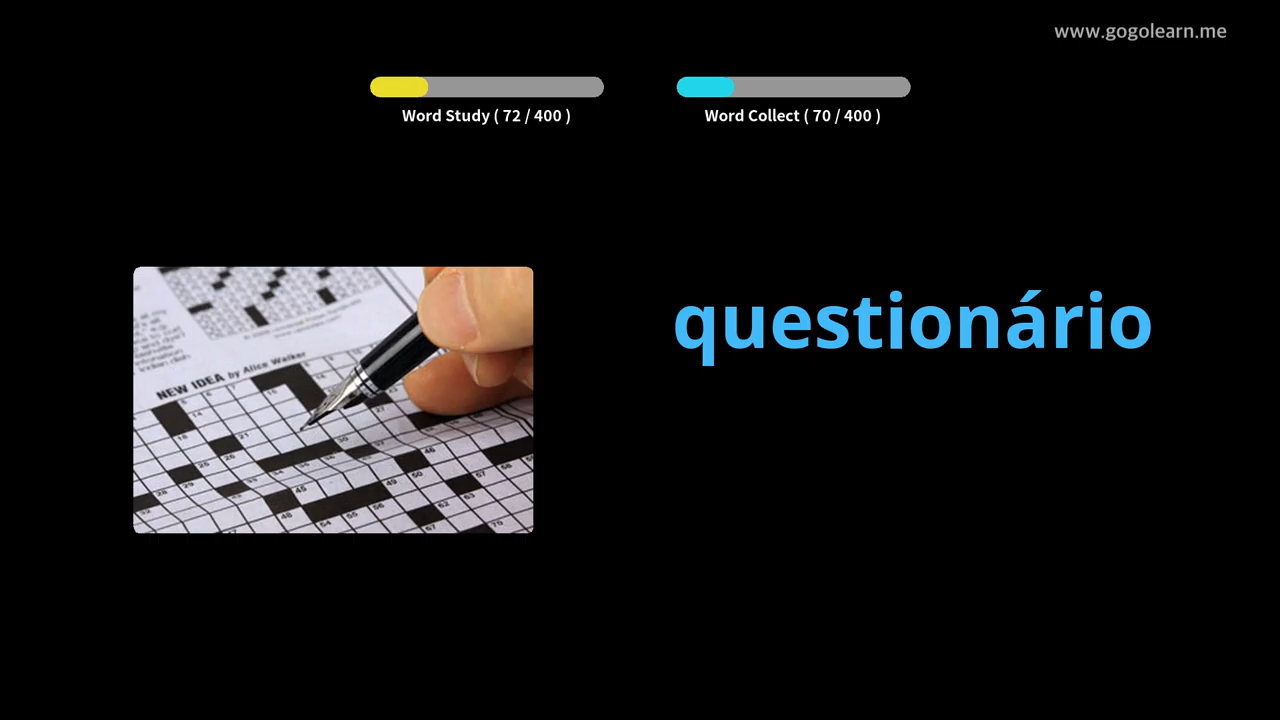 www.gogolearn.me
Word Study ( 72 / 400 )
Word Collect ( 70 / 400 )
questionário
NEW IDEA by Alice Walker